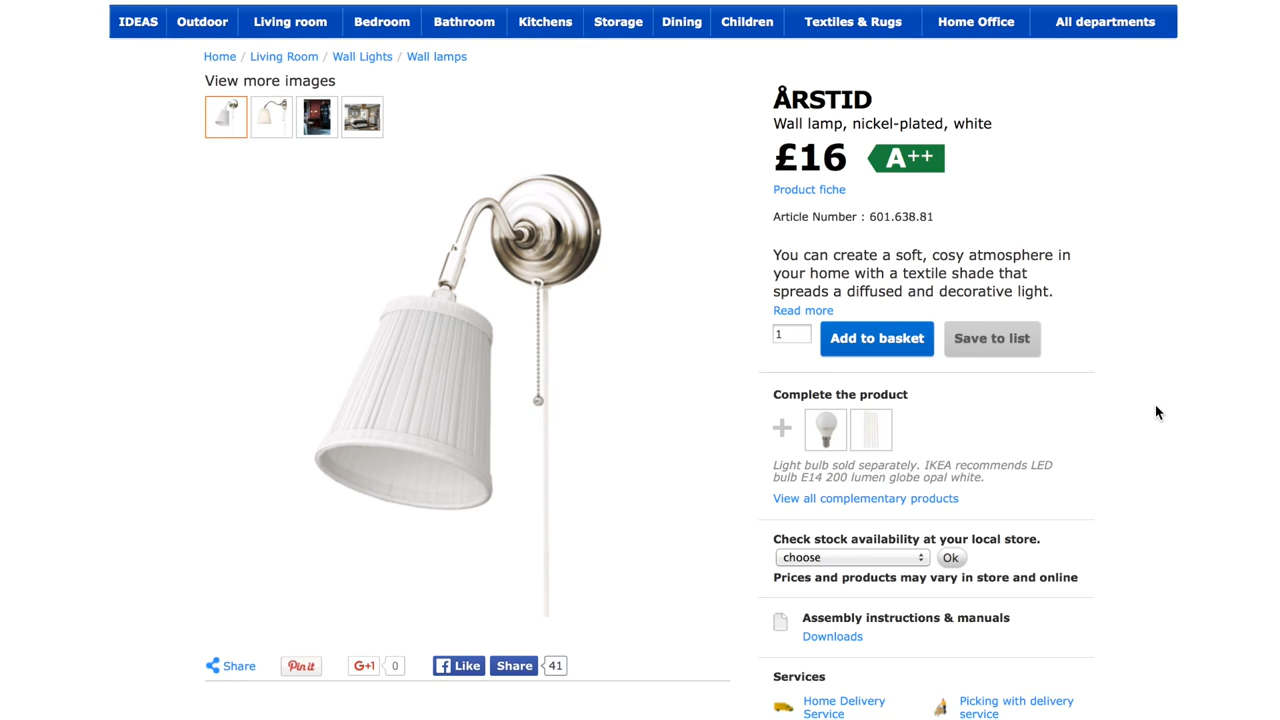 IDEAS Outdoor Living room Bedroom Bathroom Kitchens Storage Dining Children Textiles & Rugs Home Office All departments
Home / Living Room / Wall Lights / Wall lamps
View more images
ÅRSTID
Wall lamp, nickel-plated, white
£16 A++
Product fiche
Article Number : 601.638.81
You can create a soft, cosy atmosphere in
your home with a textile shade that
spreads a diffused and decorative light.
Read more
1 Add to basket Save to list
Complete the product
Light bulb sold separately. IKEA recommends LED
bulb E14 200 lumen globe opal white.
View all complementary products
Check stock availability at your local store.
choose Ok
Prices and products may vary in store and online
Assembly instructions & manuals
Downloads
Share Pin it G+1 0 Like Share 41
Services
Home Delivery
Service
Picking with delivery
service